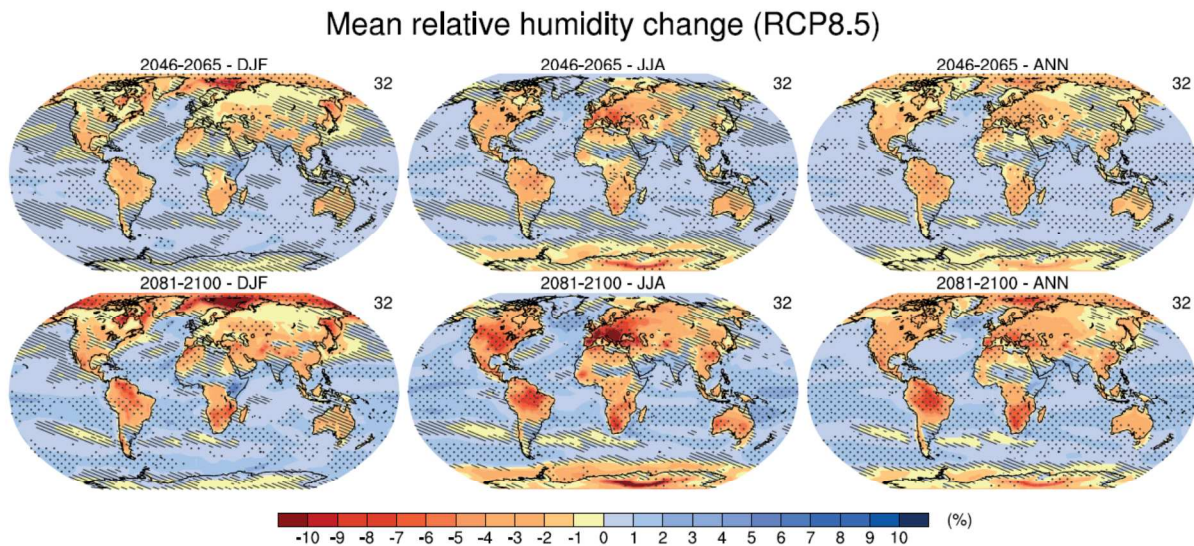 Mean relative humidity change (RCP8.5)
2046-2065 - DJF
32
2046-2065 - JJA
32
2046-2065 - ANN
32
2081-2100 - DJF
32
2081-2100 - JJA
32
2081-2100 - ANN
32
(%)
-10 -9 -8 -7 -6 -5 -4 -3 -2 -1 0 1 2 3 4 5 6 7 8 9 10